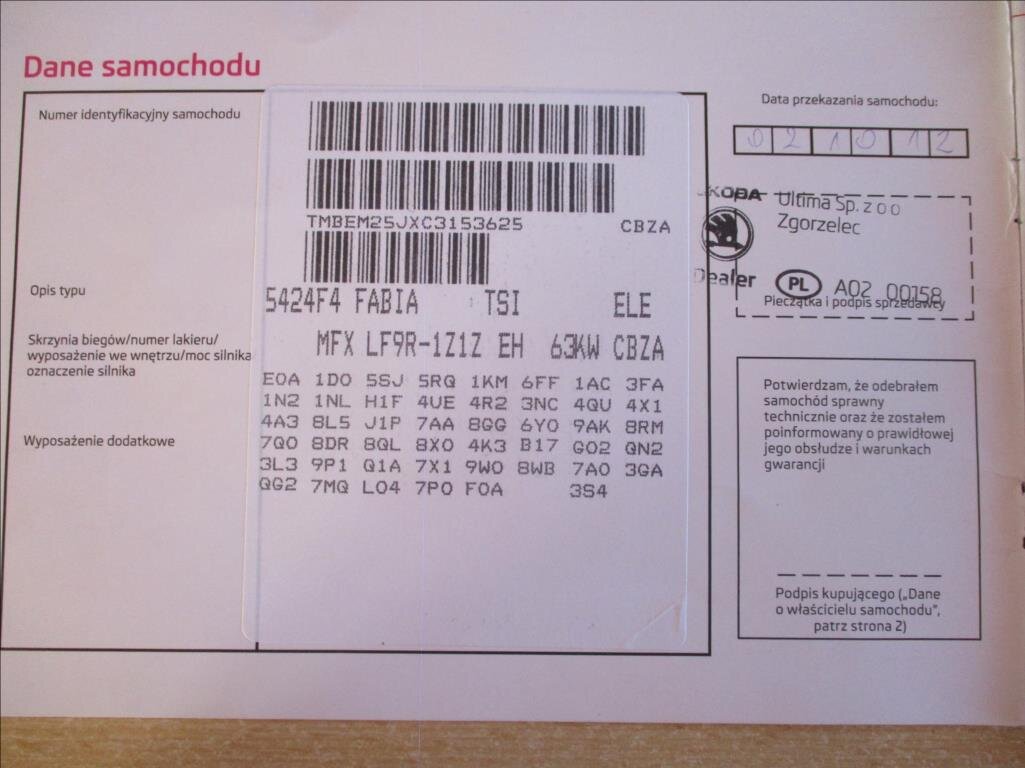 Dane samochodu
Numer identyfikacyjny samochodu
TMBEM25JXC3153625 CBZA
Opis typu
5424F4 FABIA TSI ELE
Skrzynia biegów/numer lakieru/
wyposażenie we wnętrzu/moc silnika
oznaczenie silnika
MFX LF9R-1Z1Z EH 63KW CBZA
Wyposażenie dodatkowe
E0A 1D0 5SJ 5RQ 1KM 6FF 1AC 3FA
1N2 1NL H1F 4UE 4R2 3NC 4QU 4X1
4A3 8L5 J1P 7AA 8GG 6Y0 9AK 8RM
7Q0 8DR 8QL 8X0 4K3 B17 G02 QN2
3L3 9P1 Q1A 7X1 9W0 8WB 7A0 3GA
QG2 7MQ L04 7P0 F0A 3S4
Data przekazania samochodu:
021012
ŠKODA
Dealer
Ultima Sp. z o o
Zgorzelec
PL A02 00158
Pieczątka i podpis sprzedawcy
Potwierdzam, że odebrałem
samochód sprawny
technicznie oraz że zostałem
poinformowany o prawidłowej
jego obsłudze i warunkach
gwarancji
Podpis kupującego („Dane
o właścicielu samochodu”,
patrz strona 2)